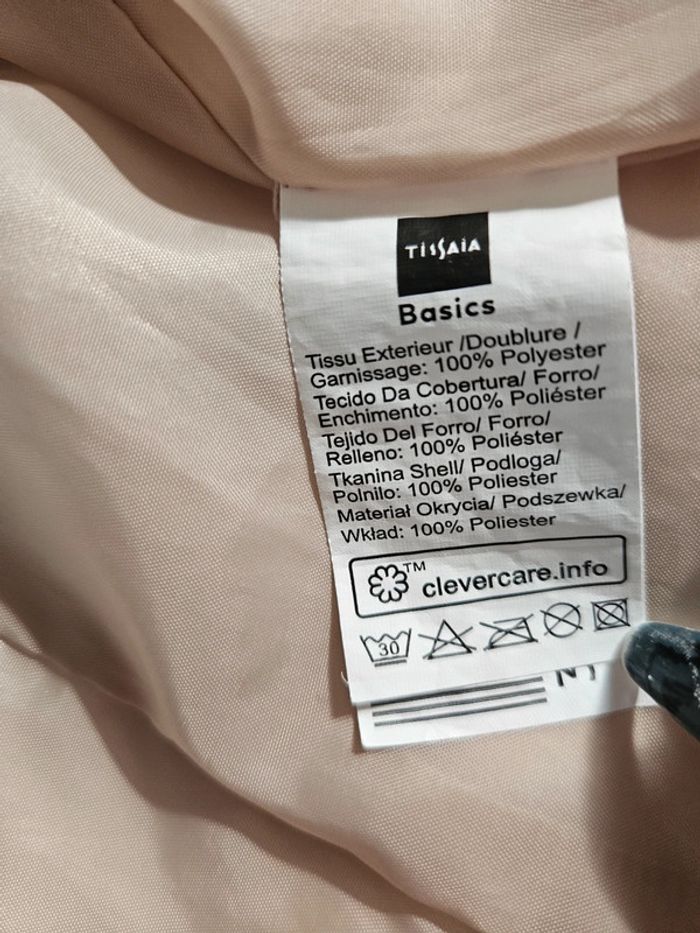 TISSAIA
Basics
Tissu Exterieur /Doublure /
Garnissage: 100% Polyester
Tecido Da Cobertura/ Forro/
Enchimento: 100% Poliéster
Tejido Del Forro/ Forro/
Relleno: 100% Poliéster
Tkanina Shell/ Podloga/
Polnilo: 100% Poliester
Materiał Okrycia/ Podszewka/
Wkład: 100% Poliester
™ clevercare.info
30